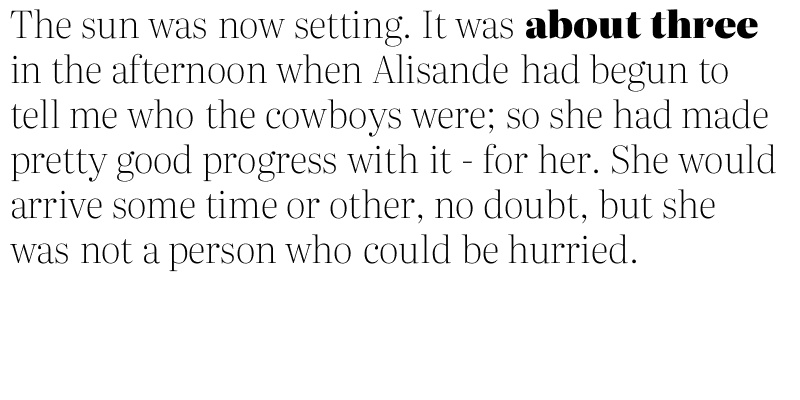 The sun was now setting. It was about three
in the afternoon when Alisande had begun to
tell me who the cowboys were; so she had made
pretty good progress with it - for her. She would
arrive some time or other, no doubt, but she
was not a person who could be hurried.